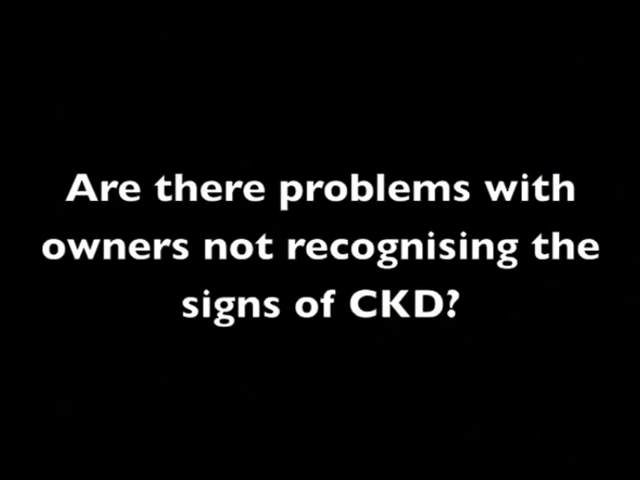 Are there problems with
owners not recognising the
signs of CKD?